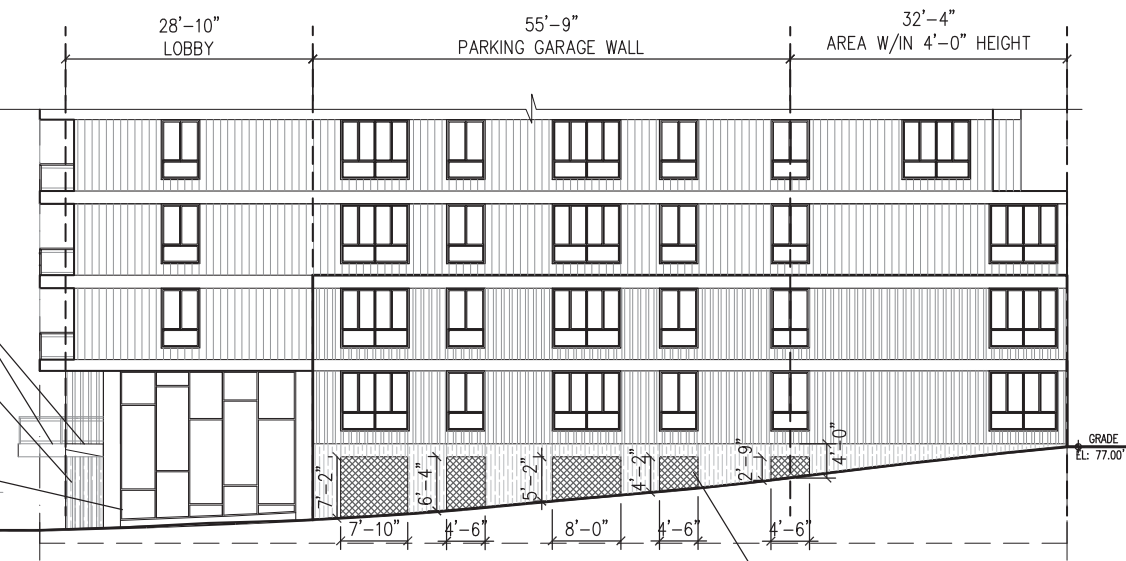 28'-10"
LOBBY
55'-9"
PARKING GARAGE WALL
32'-4"
AREA W/IN 4'-0" HEIGHT
GRADE
EL: 77.00'
7'-2"
6'-4"
5'-2"
4'-2"
2'-9"
4'-0"
7'-10"
4'-6"
8'-0"
4'-6"
4'-6"